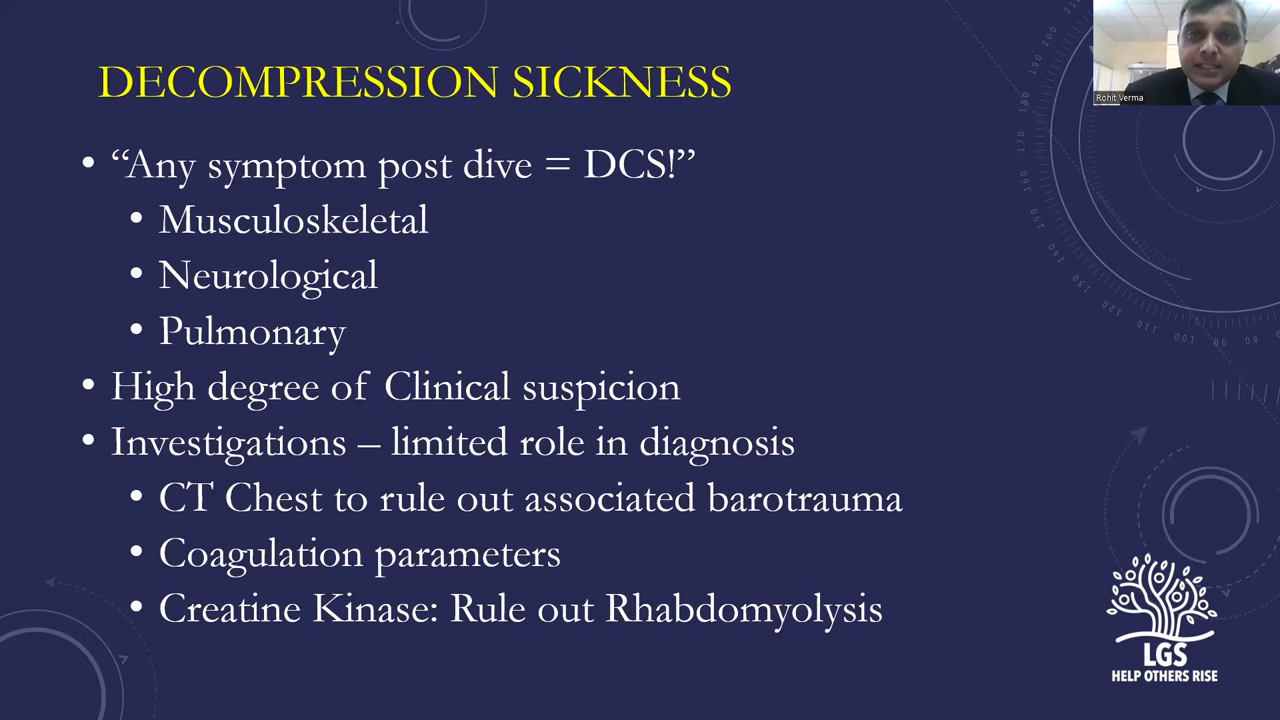 DECOMPRESSION SICKNESS
Rohit Verma
• “Any symptom post dive = DCS!”
• Musculoskeletal
• Neurological
• Pulmonary
• High degree of Clinical suspicion
• Investigations – limited role in diagnosis
• CT Chest to rule out associated barotrauma
• Coagulation parameters
• Creatine Kinase: Rule out Rhabdomyolysis
LGS
HELP OTHERS RISE